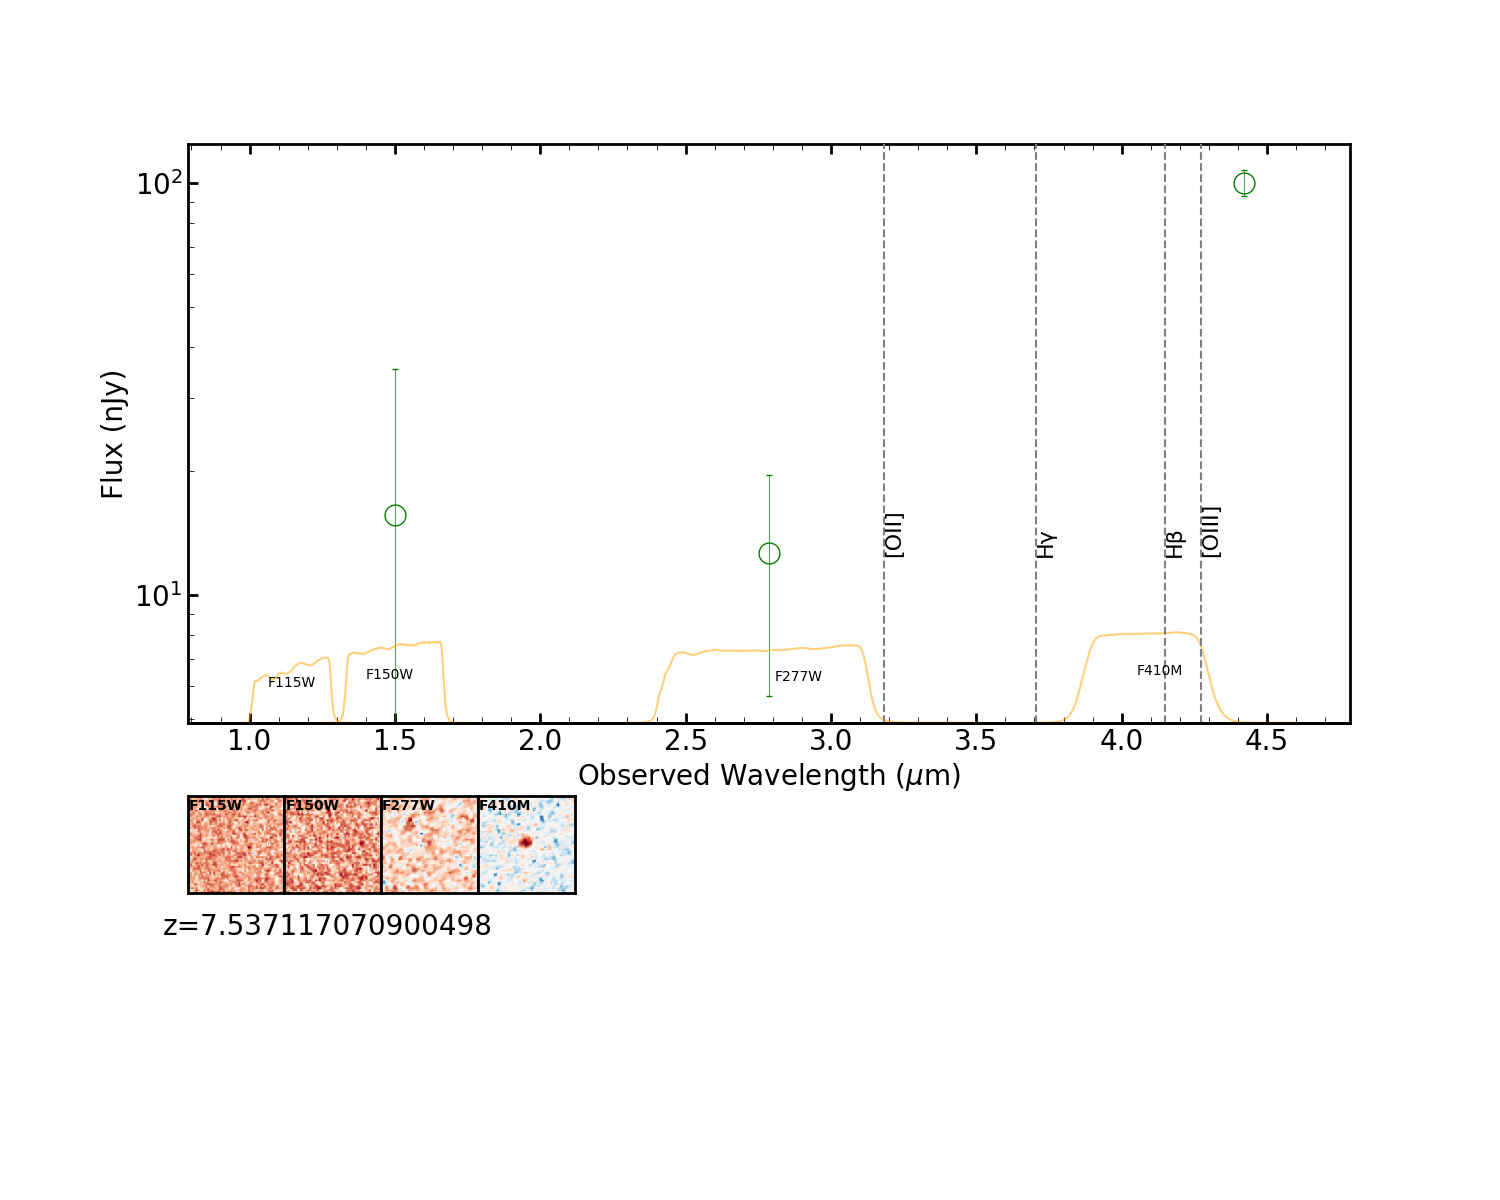 10²
10¹
Flux (nJy)
[OII]
Hγ
Hβ
[OIII]
F115W
F150W
F277W
F410M
1.0 1.5 2.0 2.5 3.0 3.5 4.0 4.5
Observed Wavelength (μm)
F115W F150W F277W F410M
z=7.537117070900498